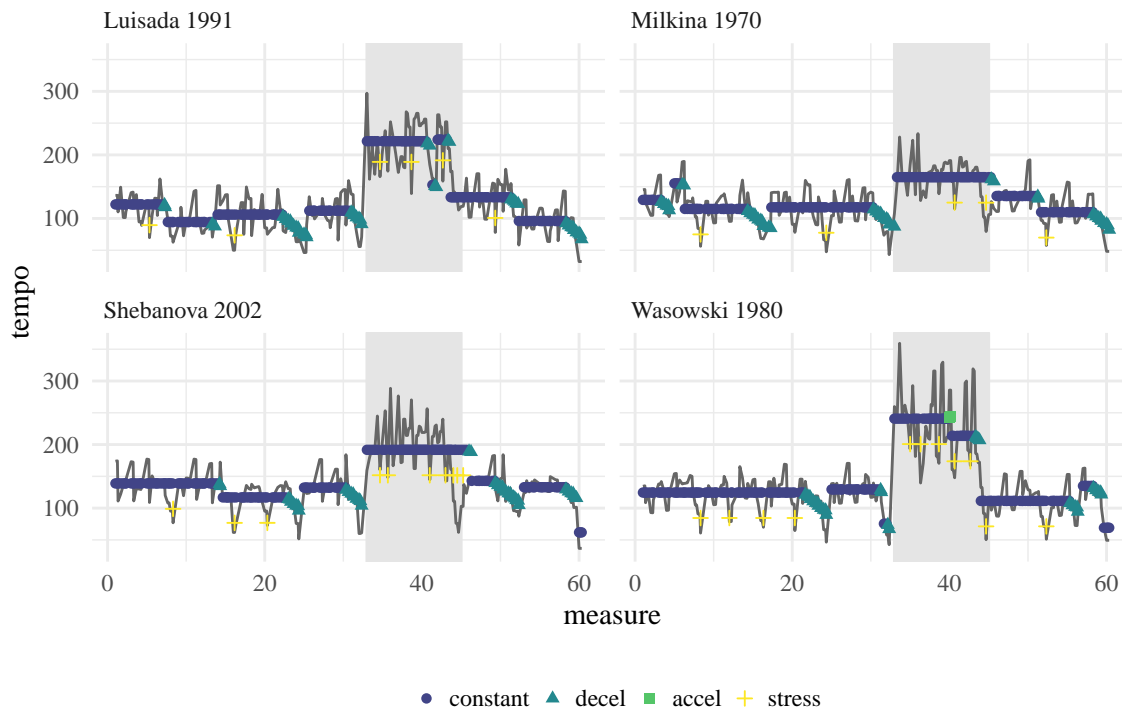 Luisada 1991
Milkina 1970
300
200
100
Shebanova 2002
Wasowski 1980
300
200
100
tempo
0 20 40 60 0 20 40 60
measure
constant decel accel stress